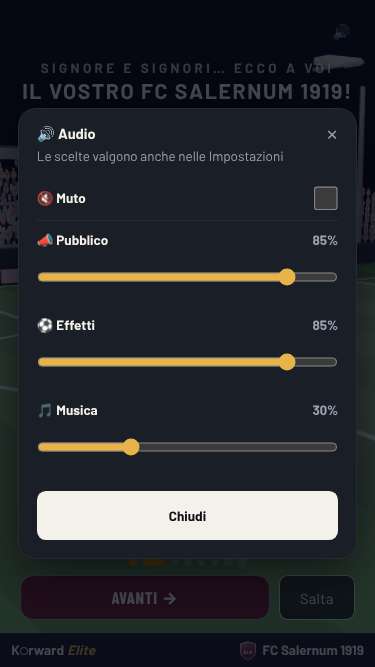 SIGNORE E SIGNORI... ECCO A VOI
IL VOSTRO FC SALERNUM 1919!
🔊 Audio ✕
Le scelte valgono anche nelle Impostazioni
🔇 Muto
📣 Pubblico 85%
⚽ Effetti 85%
🎵 Musica 30%
Chiudi
AVANTI → Salta
Korward Elite FC Salernum 1919